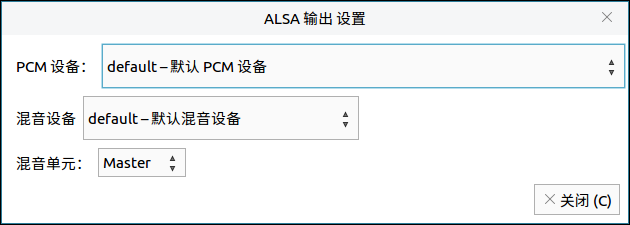 ALSA 输出 设置
PCM 设备： default – 默认 PCM 设备
混音设备 default – 默认混音设备
混音单元： Master
关闭 (C)